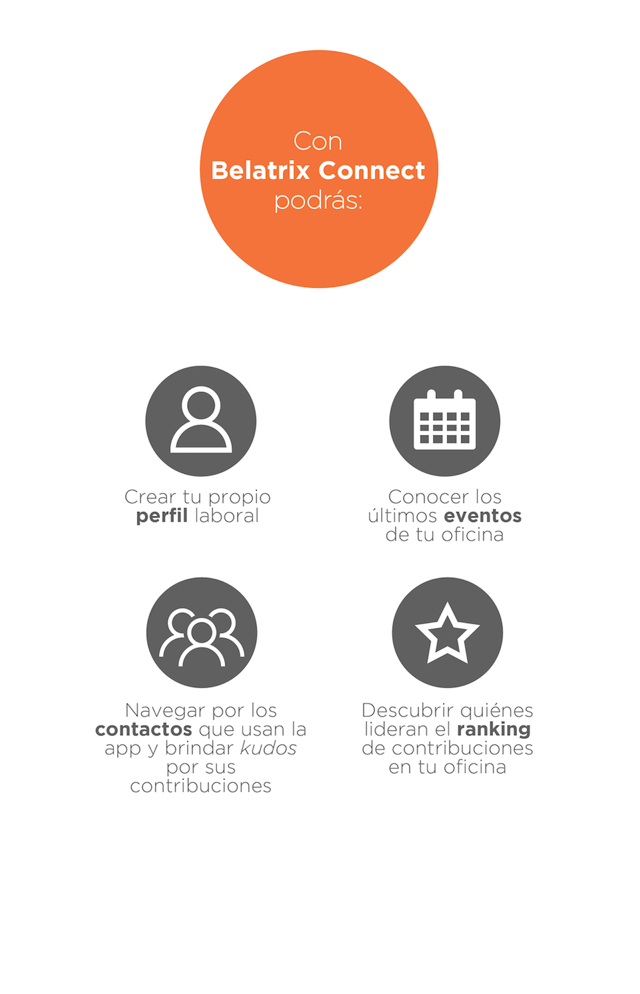 Con
Belatrix Connect
podrás:
Crear tu propio
perfil laboral
Conocer los
últimos eventos
de tu oficina
Navegar por los
contactos que usan la
app y brindar kudos
por sus
contribuciones
Descubrir quiénes
lideran el ranking
de contribuciones
en tu oficina